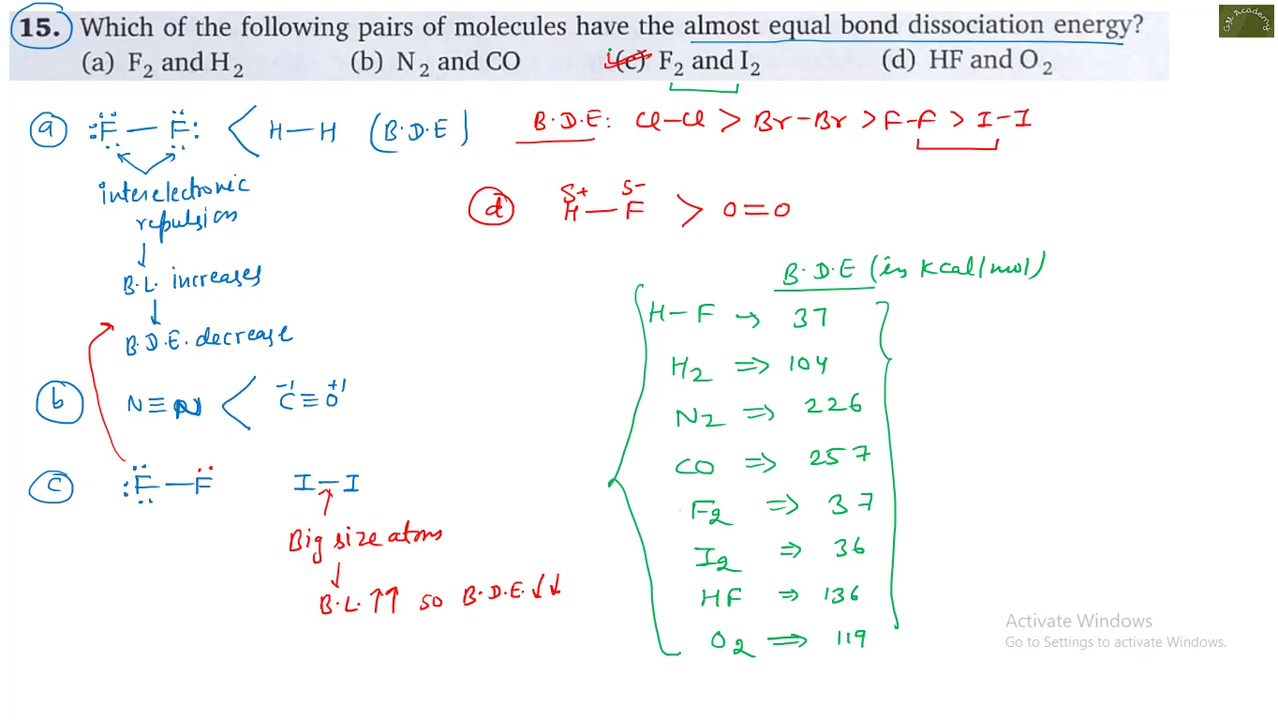 15. Which of the following pairs of molecules have the almost equal bond dissociation energy?
(a) F₂ and H₂ (b) N₂ and CO (c) F₂ and I₂ (d) HF and O₂
a :F — F: < H—H (B.D.E)
interelectronic
repulsion
↓
B.L. increases
↓
B.D.E. decrease
B.D.E: Cl-Cl > Br-Br > F-F > I-I
d δ+ δ-
H—F > O=O
b N≡N < -1 +1
C≡O
c :F—F I—I
Big size atoms
↓
B.L.↑↑ so B.D.E.↓↓
B.D.E (in kcal/mol)
H-F → 37
H₂ ⇒ 104
N₂ ⇒ 226
CO ⇒ 257
F₂ ⇒ 37
I₂ ⇒ 36
HF ⇒ 136
O₂ ⇒ 119
Activate Windows
Go to Settings to activate Windows.